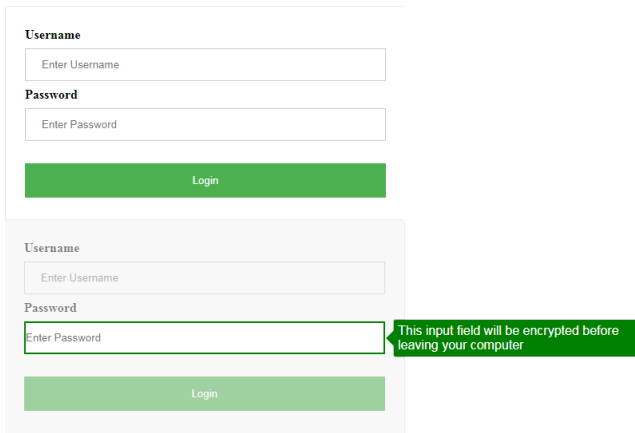 Username
Enter Username
Password
Enter Password
Login
Username
Enter Username
Password
Enter Password
This input field will be encrypted before
leaving your computer
Login